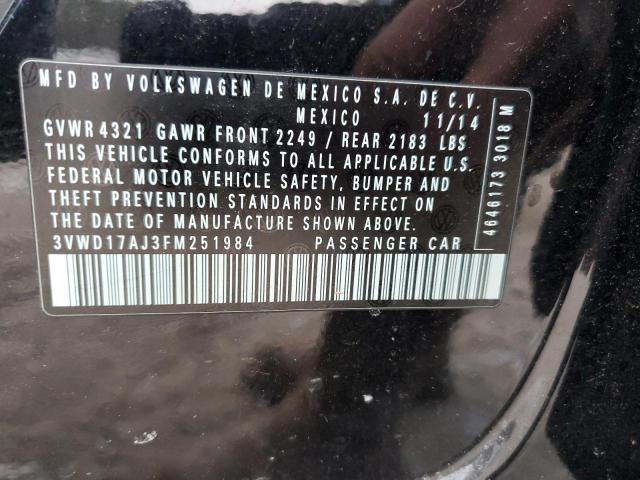 MFD BY VOLKSWAGEN DE MEXICO S.A. DE C.V.
MEXICO 11/14
GVWR 4321 GAWR FRONT 2249 / REAR 2183 LBS
THIS VEHICLE CONFORMS TO ALL APPLICABLE U.S.
FEDERAL MOTOR VEHICLE SAFETY, BUMPER AND
THEFT PREVENTION STANDARDS IN EFFECT ON
THE DATE OF MANUFACTURE SHOWN ABOVE.
3VWD17AJ3FM251984 PASSENGER CAR
4646173 3018 M